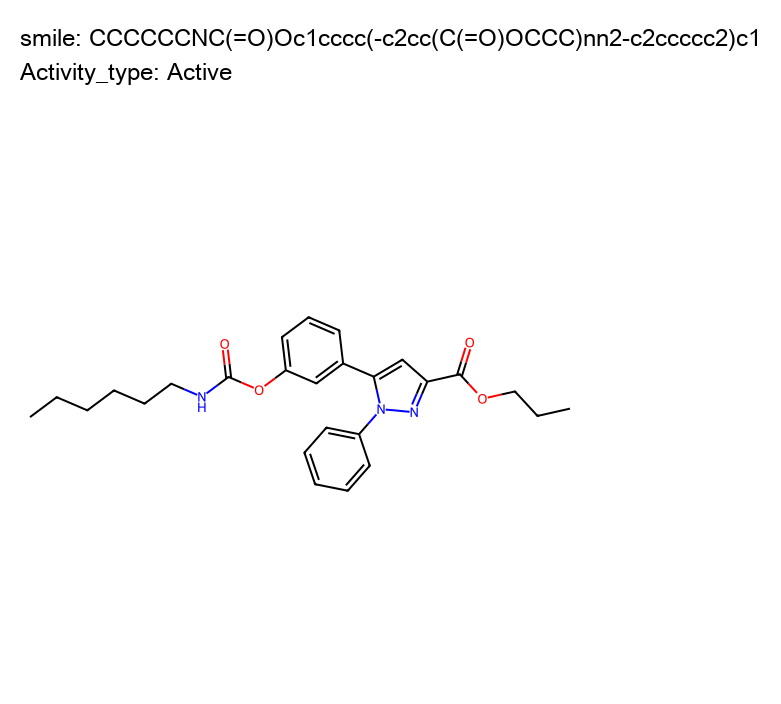 smile: CCCCCCNC(=O)Oc1cccc(-c2cc(C(=O)OCCC)nn2-c2ccccc2)c1
Activity_type: Active
O
O
N
H
O
N
N
O
O